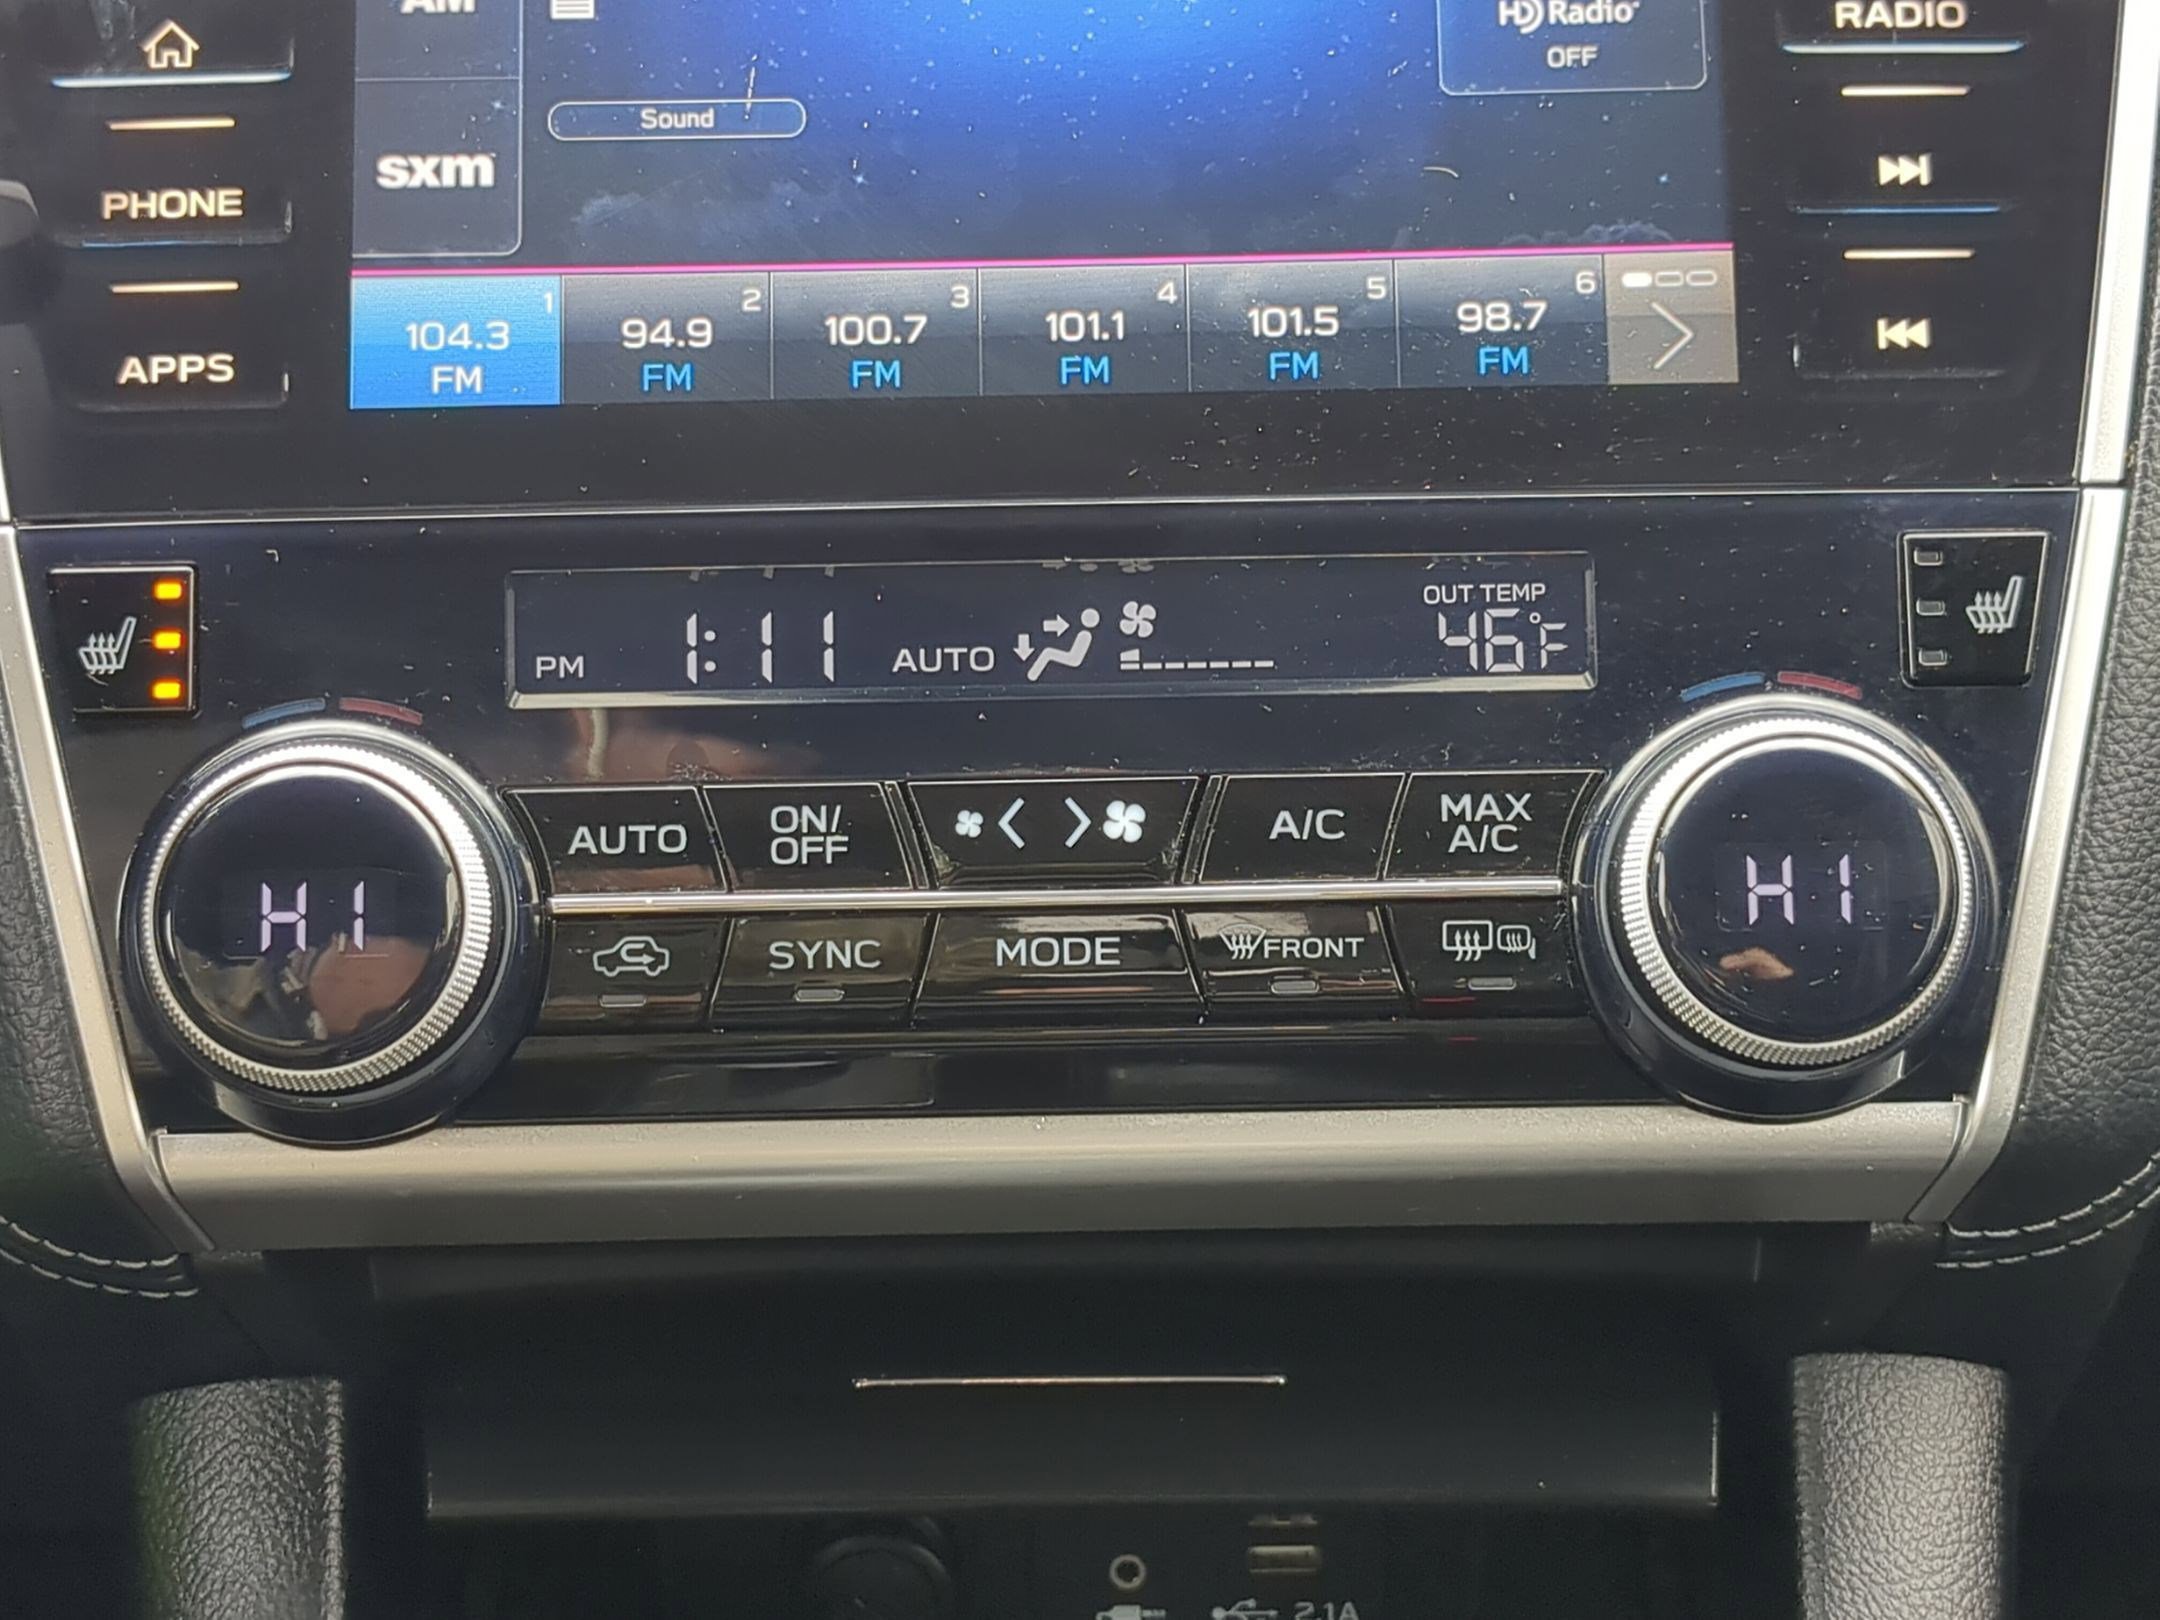 AM
HD Radio
OFF
RADIO
Sound
sxm
PHONE
APPS
1
104.3
FM
2
94.9
FM
3
100.7
FM
4
101.1
FM
5
101.5
FM
6
98.7
FM
PM 1:11 AUTO
OUT TEMP
46°F
HI
AUTO
ON/
OFF
A/C
MAX
A/C
HI
SYNC
MODE
FRONT
2.1A